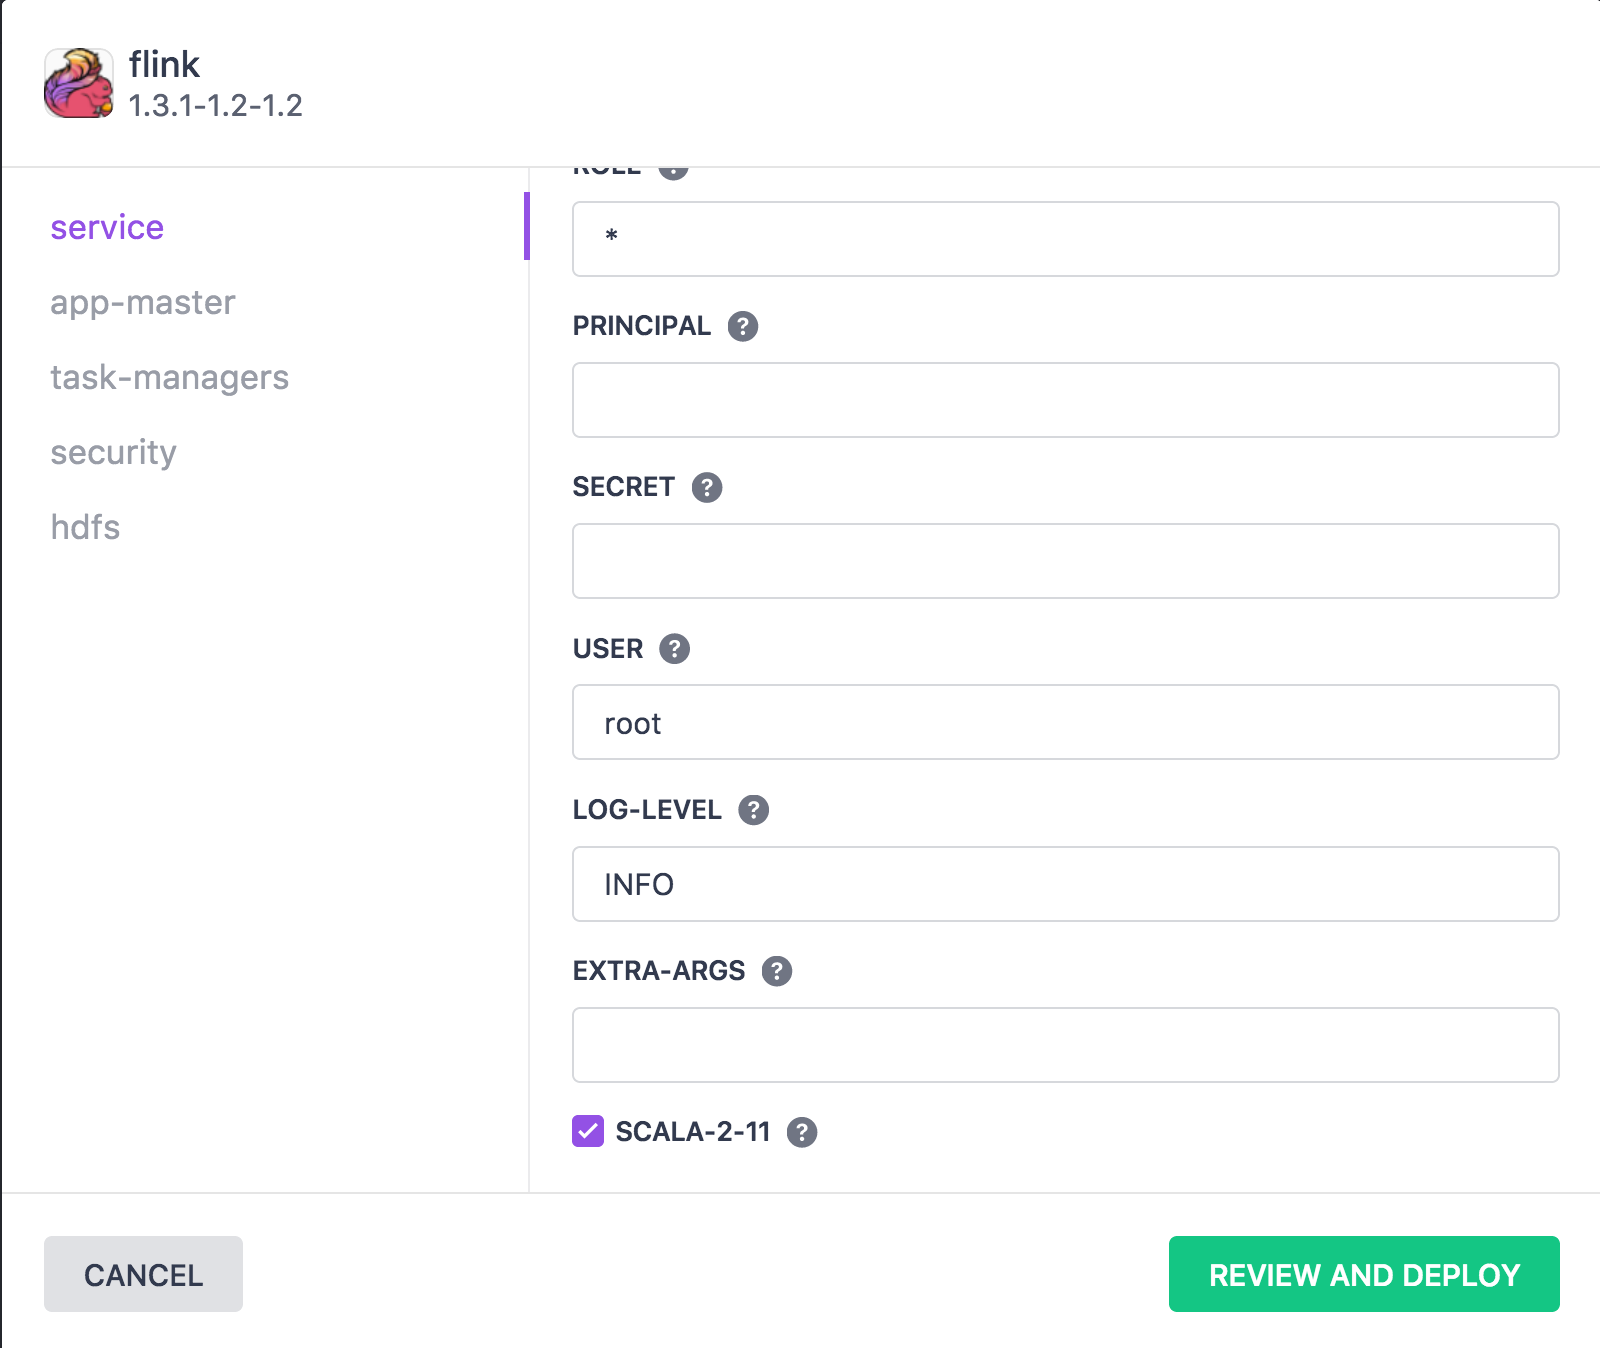 flink
1.3.1-1.2-1.2
service
app-master
task-managers
security
hdfs
ROLE ?
*
PRINCIPAL ?
SECRET ?
USER ?
root
LOG-LEVEL ?
INFO
EXTRA-ARGS ?
SCALA-2-11 ?
CANCEL
REVIEW AND DEPLOY